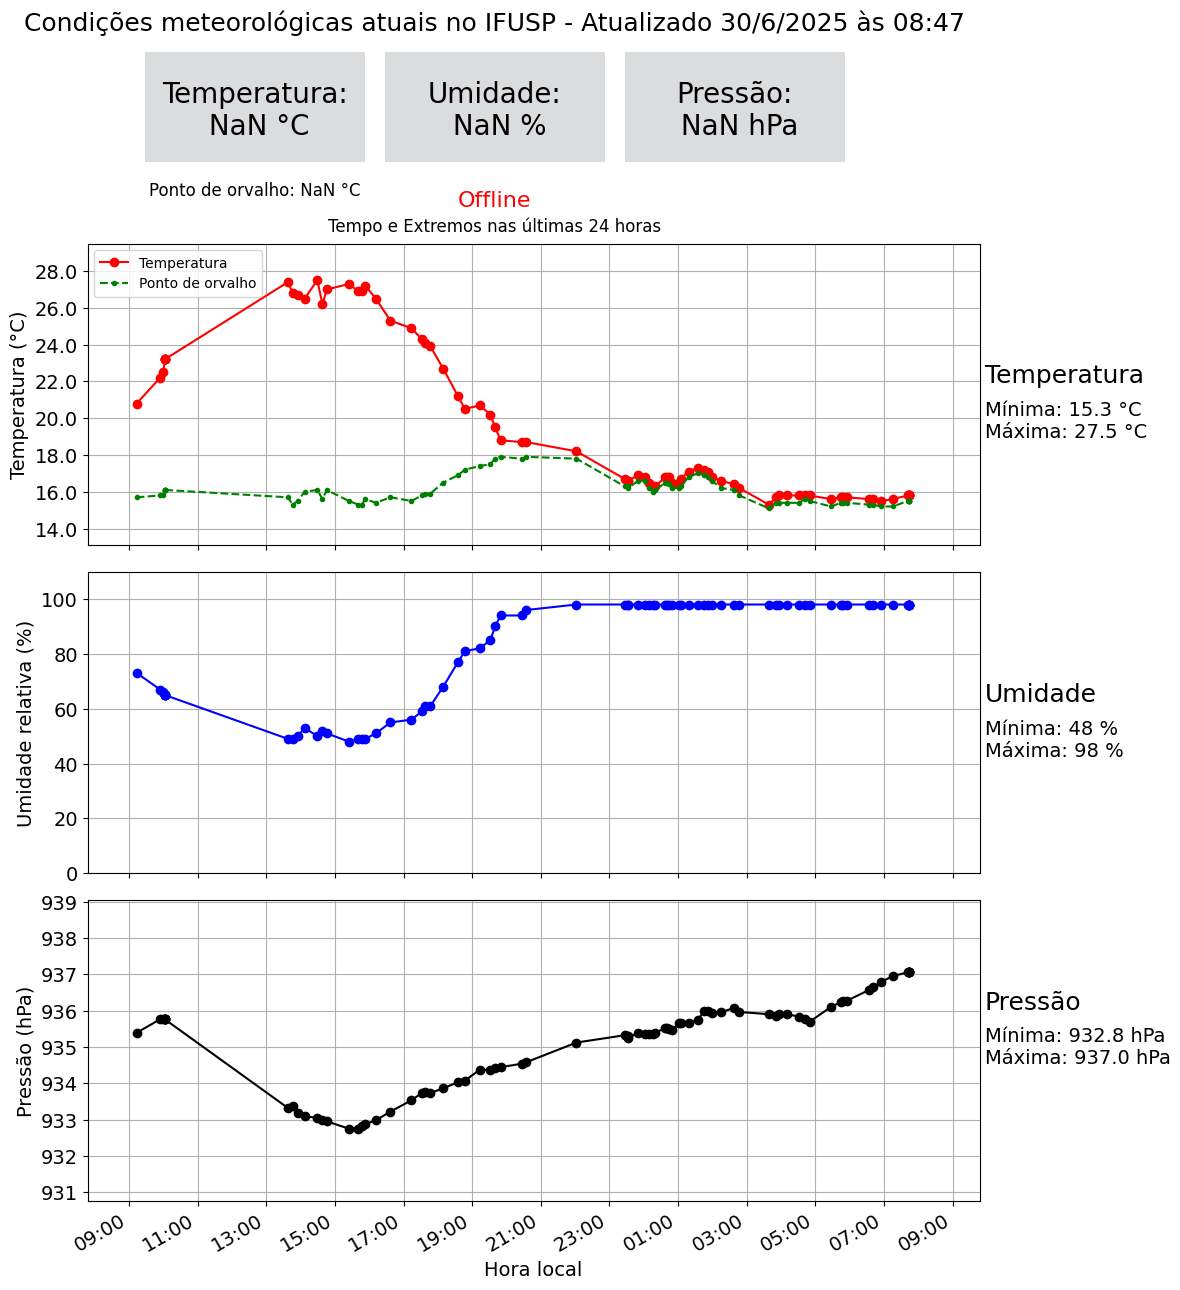 Condições meteorológicas atuais no IFUSP - Atualizado 30/6/2025 às 08:47
Temperatura:
NaN °C
Umidade:
NaN %
Pressão:
NaN hPa
Ponto de orvalho: NaN °C
Offline
Tempo e Extremos nas últimas 24 horas
Temperatura
Ponto de orvalho
Temperatura (°C)
28.0
26.0
24.0
22.0
20.0
18.0
16.0
14.0
Temperatura
Mínima: 15.3 °C
Máxima: 27.5 °C
Umidade relativa (%)
100
80
60
40
20
0
Umidade
Mínima: 48 %
Máxima: 98 %
Pressão (hPa)
939
938
937
936
935
934
933
932
931
Pressão
Mínima: 932.8 hPa
Máxima: 937.0 hPa
09:00
11:00
13:00
15:00
17:00
19:00
21:00
23:00
01:00
03:00
05:00
07:00
09:00
Hora local